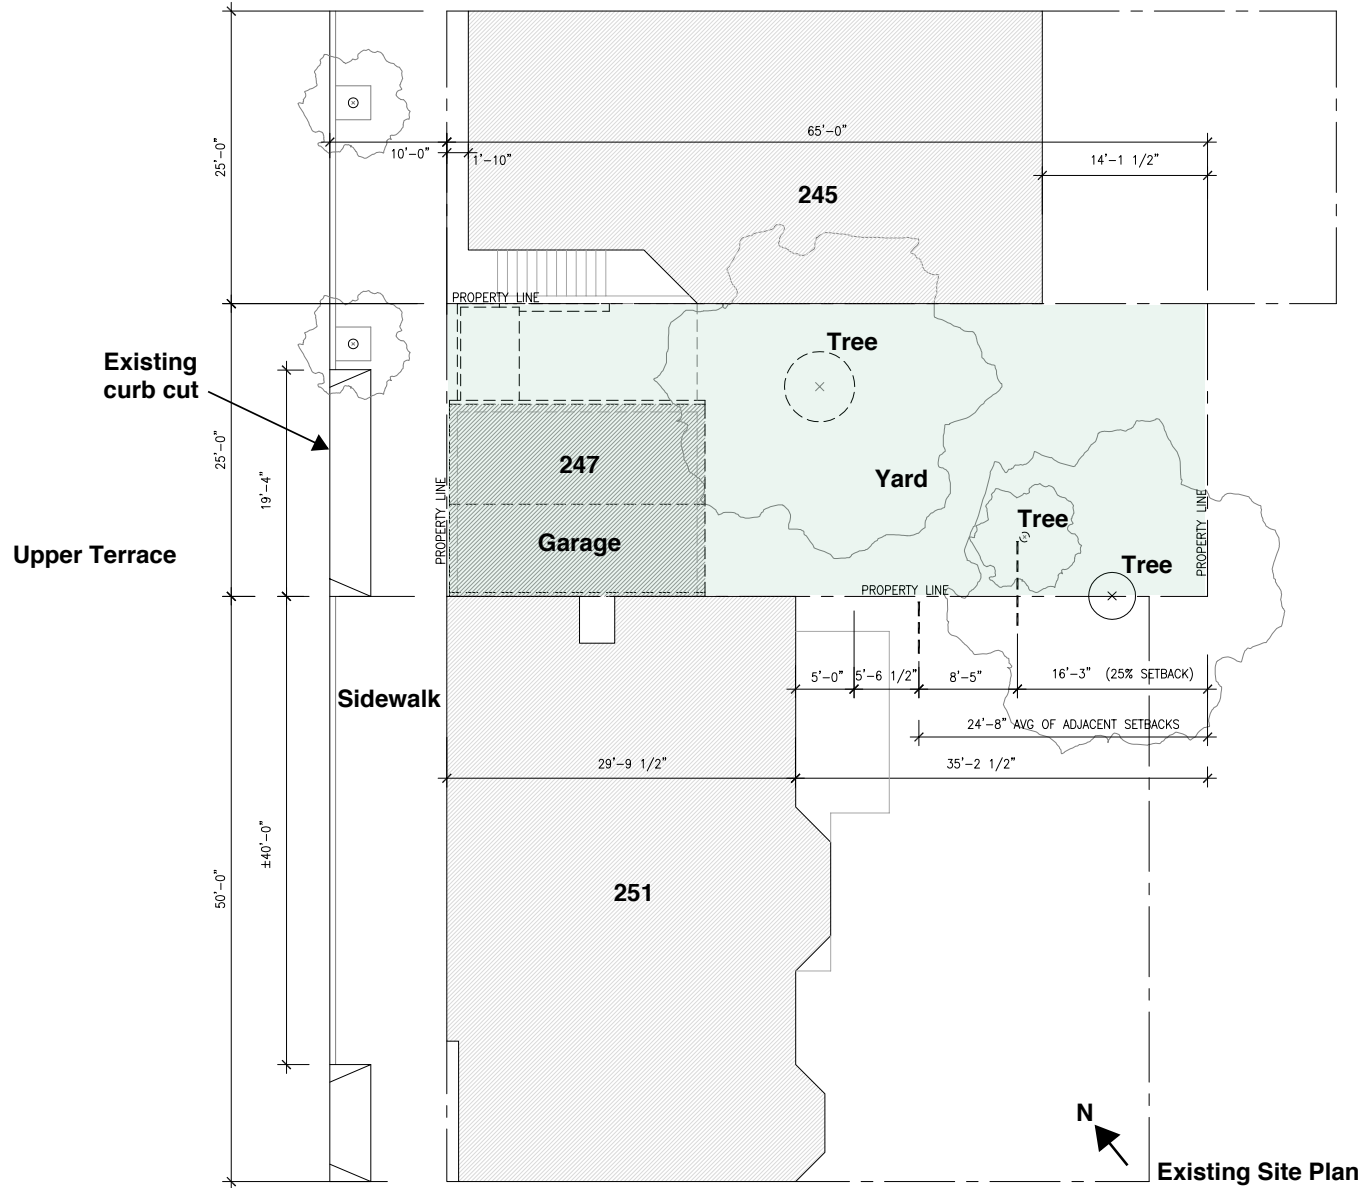 65'-0"
10'-0"
1'-10"
14'-1 1/2"
25'-0"
245
PROPERTY LINE
Tree
Existing
curb cut
25'-0"
19'-4"
247
Yard
PROPERTY LINE
PROPERTY LINE
Tree
Garage
Upper Terrace
Tree
PROPERTY LINE
5'-0"
5'-6 1/2"
8'-5"
16'-3" (25% SETBACK)
Sidewalk
24'-8" AVG OF ADJACENT SETBACKS
29'-9 1/2"
35'-2 1/2"
±40'-0"
50'-0"
251
N
Existing Site Plan